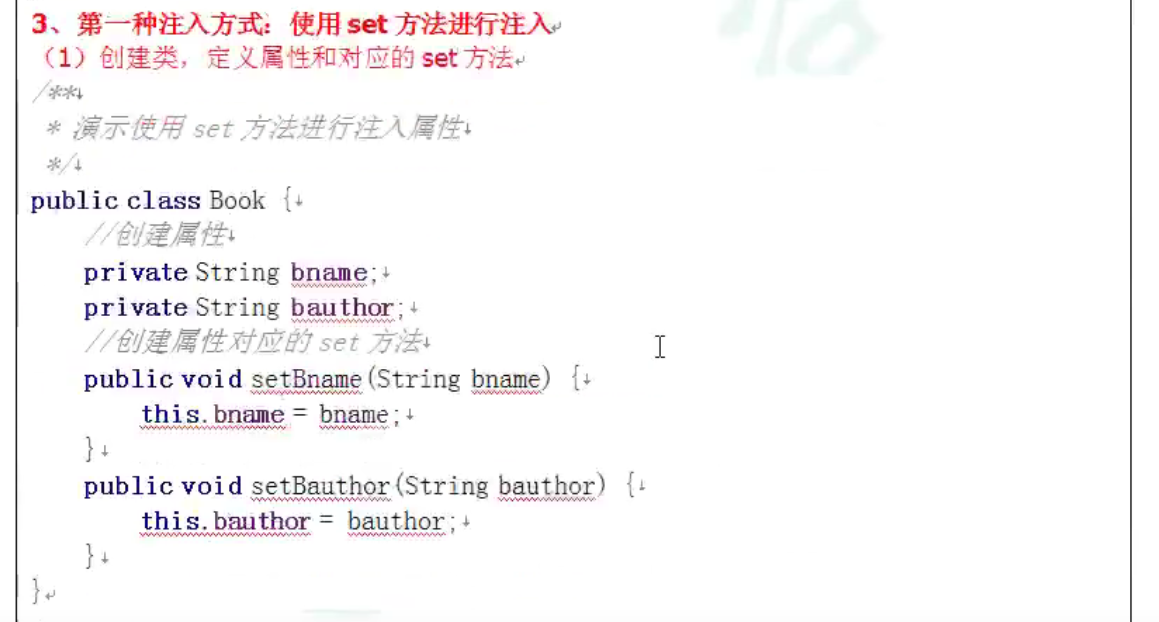 3、第一种注入方式：使用 set 方法进行注入
（1）创建类，定义属性和对应的 set 方法
/**
 * 演示使用 set 方法进行注入属性
 */
public class Book {
    //创建属性
    private String bname;
    private String bauthor;
    //创建属性对应的 set 方法
    public void setBname(String bname) {
        this.bname = bname;
    }
    public void setBauthor(String bauthor) {
        this.bauthor = bauthor;
    }
}